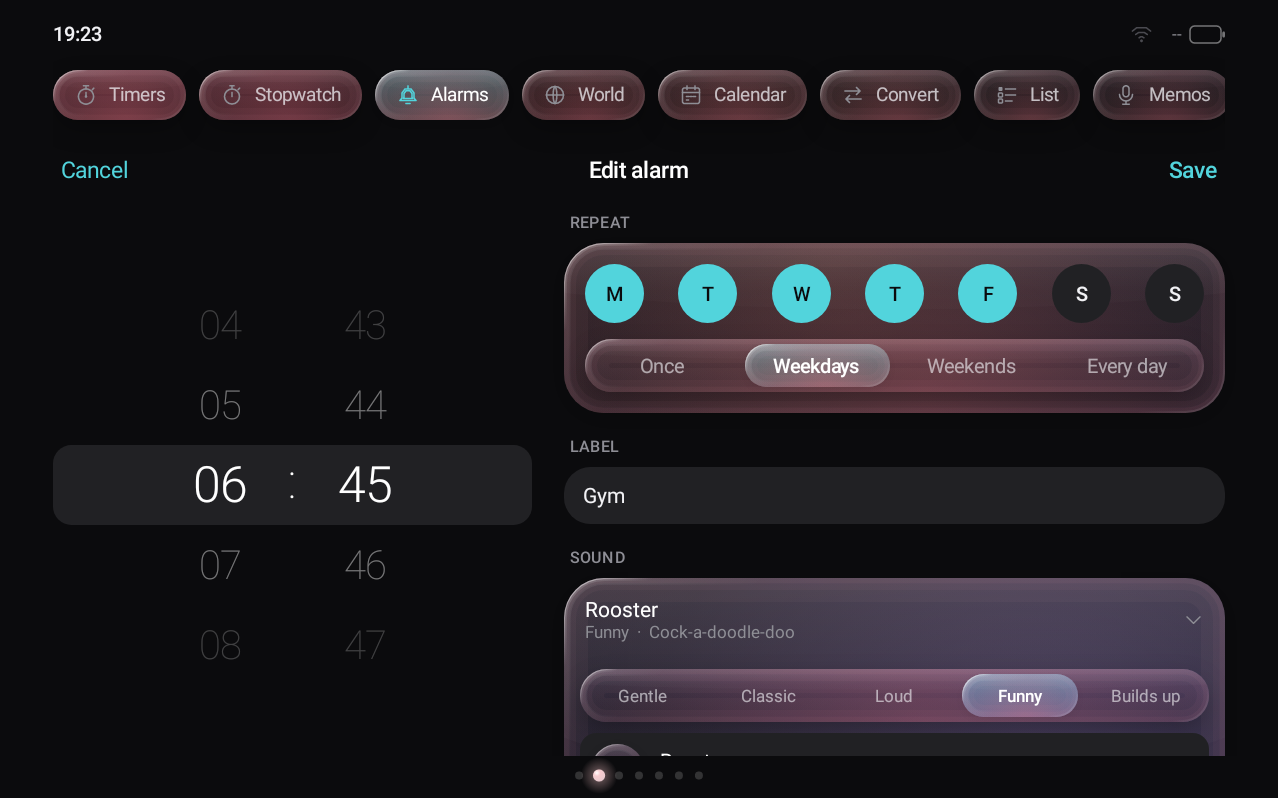 19:23
--
Timers Stopwatch Alarms World Calendar Convert List Memos
Cancel Edit alarm Save
REPEAT
M T W T F S S
Once Weekdays Weekends Every day
04 43
05 44
06 : 45
07 46
08 47
LABEL
Gym
SOUND
Rooster
Funny · Cock-a-doodle-doo
Gentle Classic Loud Funny Builds up